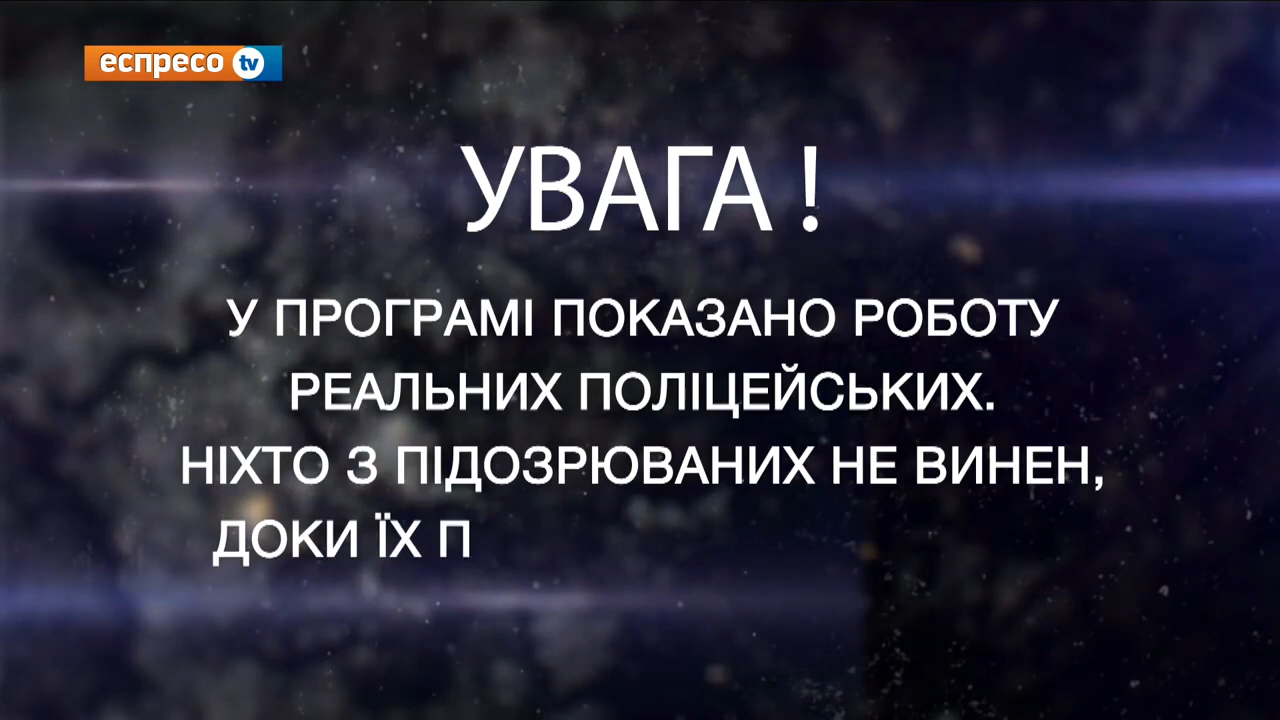 еспресо tv
УВАГА !
У ПРОГРАМІ ПОКАЗАНО РОБОТУ
РЕАЛЬНИХ ПОЛІЦЕЙСЬКИХ.
НІХТО З ПІДОЗРЮВАНИХ НЕ ВИНЕН,
ДОКИ ЇХ П